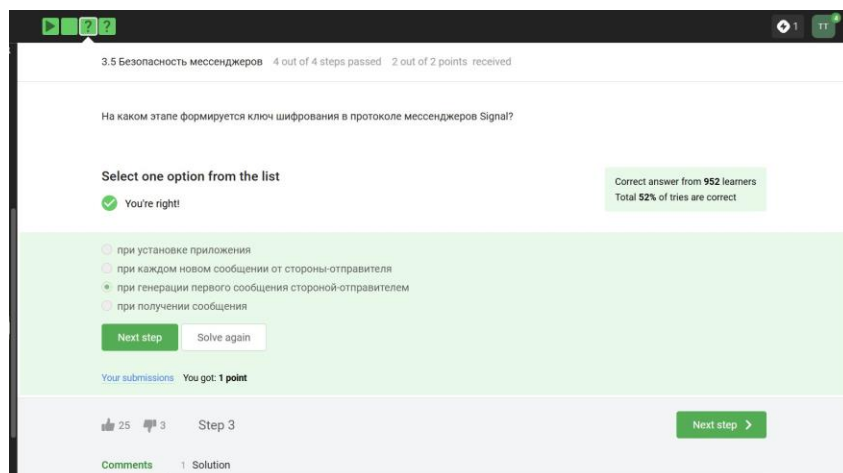 ? ?
1 TT 4
3.5 Безопасность мессенджеров 4 out of 4 steps passed 2 out of 2 points received
На каком этапе формируется ключ шифрования в протоколе мессенджеров Signal?
Select one option from the list
Correct answer from 952 learners
Total 52% of tries are correct
You're right!
при установке приложения
при каждом новом сообщении от стороны-отправителя
при генерации первого сообщения стороной-отправителем
при получении сообщения
Next step Solve again
Your submissions You got: 1 point
25 3 Step 3 Next step
Comments 1 Solution